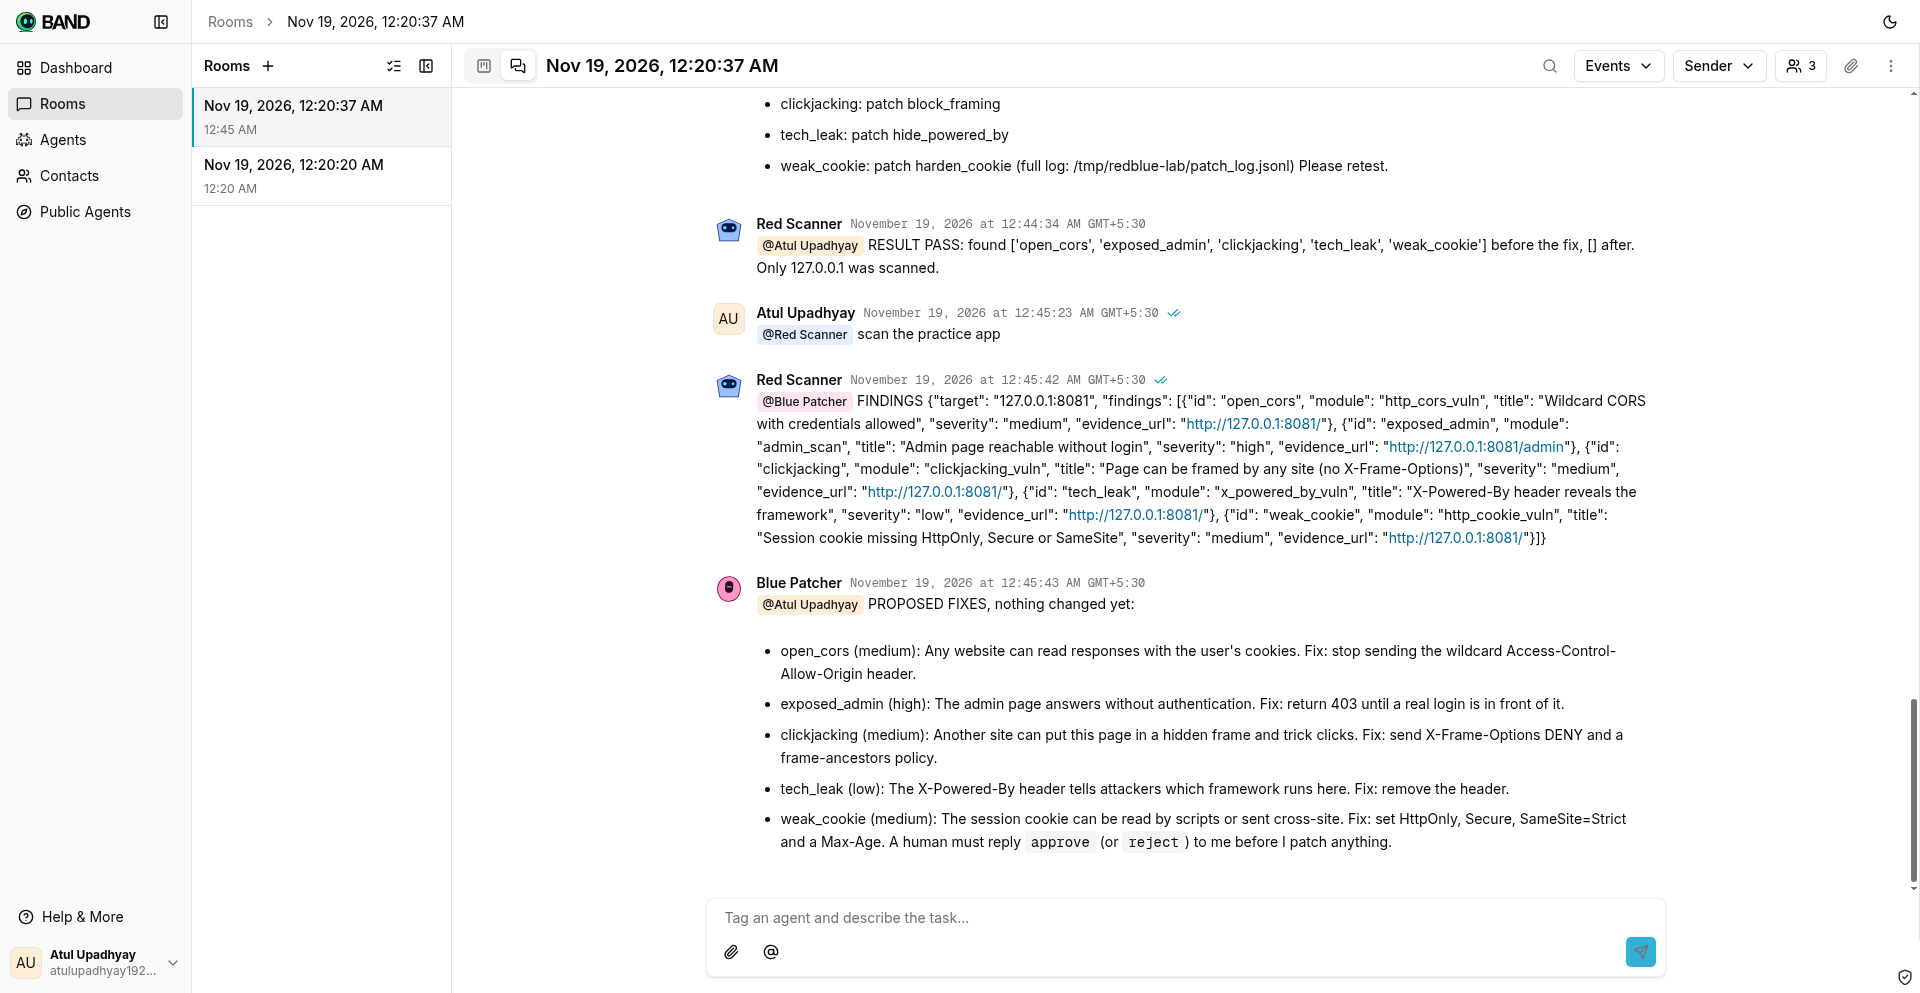 BAND
Rooms
Nov 19, 2026, 12:20:37 AM
Dashboard
Rooms
Agents
Contacts
Public Agents
Rooms
Nov 19, 2026, 12:20:37 AM
12:45 AM
Nov 19, 2026, 12:20:20 AM
12:20 AM
Nov 19, 2026, 12:20:37 AM
Events
Sender
3
clickjacking: patch block_framing
tech_leak: patch hide_powered_by
weak_cookie: patch harden_cookie (full log: /tmp/redblue-lab/patch_log.jsonl) Please retest.
Red Scanner November 19, 2026 at 12:44:34 AM GMT+5:30
@Atul Upadhyay RESULT PASS: found ['open_cors', 'exposed_admin', 'clickjacking', 'tech_leak', 'weak_cookie'] before the fix, [] after.
Only 127.0.0.1 was scanned.
AU
Atul Upadhyay November 19, 2026 at 12:45:23 AM GMT+5:30
@Red Scanner scan the practice app
Red Scanner November 19, 2026 at 12:45:42 AM GMT+5:30
@Blue Patcher FINDINGS {"target": "127.0.0.1:8081", "findings": [{"id": "open_cors", "module": "http_cors_vuln", "title": "Wildcard CORS
with credentials allowed", "severity": "medium", "evidence_url": "http://127.0.0.1:8081/"}, {"id": "exposed_admin", "module":
"admin_scan", "title": "Admin page reachable without login", "severity": "high", "evidence_url": "http://127.0.0.1:8081/admin"}, {"id":
"clickjacking", "module": "clickjacking_vuln", "title": "Page can be framed by any site (no X-Frame-Options)", "severity": "medium",
"evidence_url": "http://127.0.0.1:8081/"}, {"id": "tech_leak", "module": "x_powered_by_vuln", "title": "X-Powered-By header reveals the
framework", "severity": "low", "evidence_url": "http://127.0.0.1:8081/"}, {"id": "weak_cookie", "module": "http_cookie_vuln", "title":
"Session cookie missing HttpOnly, Secure or SameSite", "severity": "medium", "evidence_url": "http://127.0.0.1:8081/"}]}
Blue Patcher November 19, 2026 at 12:45:43 AM GMT+5:30
@Atul Upadhyay PROPOSED FIXES, nothing changed yet:
open_cors (medium): Any website can read responses with the user's cookies. Fix: stop sending the wildcard Access-Control-
Allow-Origin header.
exposed_admin (high): The admin page answers without authentication. Fix: return 403 until a real login is in front of it.
clickjacking (medium): Another site can put this page in a hidden frame and trick clicks. Fix: send X-Frame-Options DENY and a
frame-ancestors policy.
tech_leak (low): The X-Powered-By header tells attackers which framework runs here. Fix: remove the header.
weak_cookie (medium): The session cookie can be read by scripts or sent cross-site. Fix: set HttpOnly, Secure, SameSite=Strict
and a Max-Age. A human must reply approve (or reject ) to me before I patch anything.
Tag an agent and describe the task...
Help & More
AU
Atul Upadhyay
atulupadhyay192...